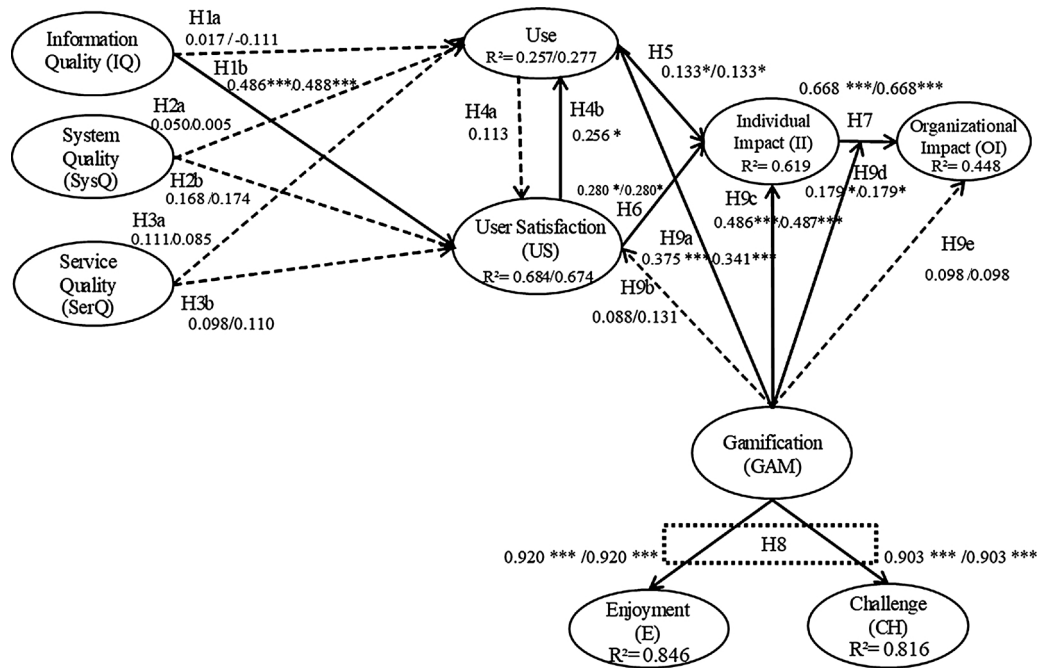 Information
Quality (IQ)
H1a
0.017 / -0.111
H1b
0.486***/0.488***
System
Quality
(SysQ)
H2a
0.050/0.005
H2b
0.168 /0.174
Service
Quality
(SerQ)
H3a
0.111/0.085
H3b
0.098/0.110
Use
R²= 0.257/0.277
H4a
0.113
H4b
0.256 *
User Satisfaction
(US)
R²= 0.684/0.674
H5
0.133*/0.133*
0.280 */0.280*
H6
Individual
Impact (II)
R²= 0.619
0.668 ***/0.668***
H7
Organizational
Impact (OI)
R²= 0.448
H9d
0.179 */0.179*
H9c
0.486***/0.487***
H9a
0.375 ***/0.341***
H9b
0.088/0.131
H9e
0.098 /0.098
Gamification
(GAM)
H8
0.920 *** /0.920 ***
0.903 *** /0.903 ***
Enjoyment
(E)
R²= 0.846
Challenge
(CH)
R²= 0.816